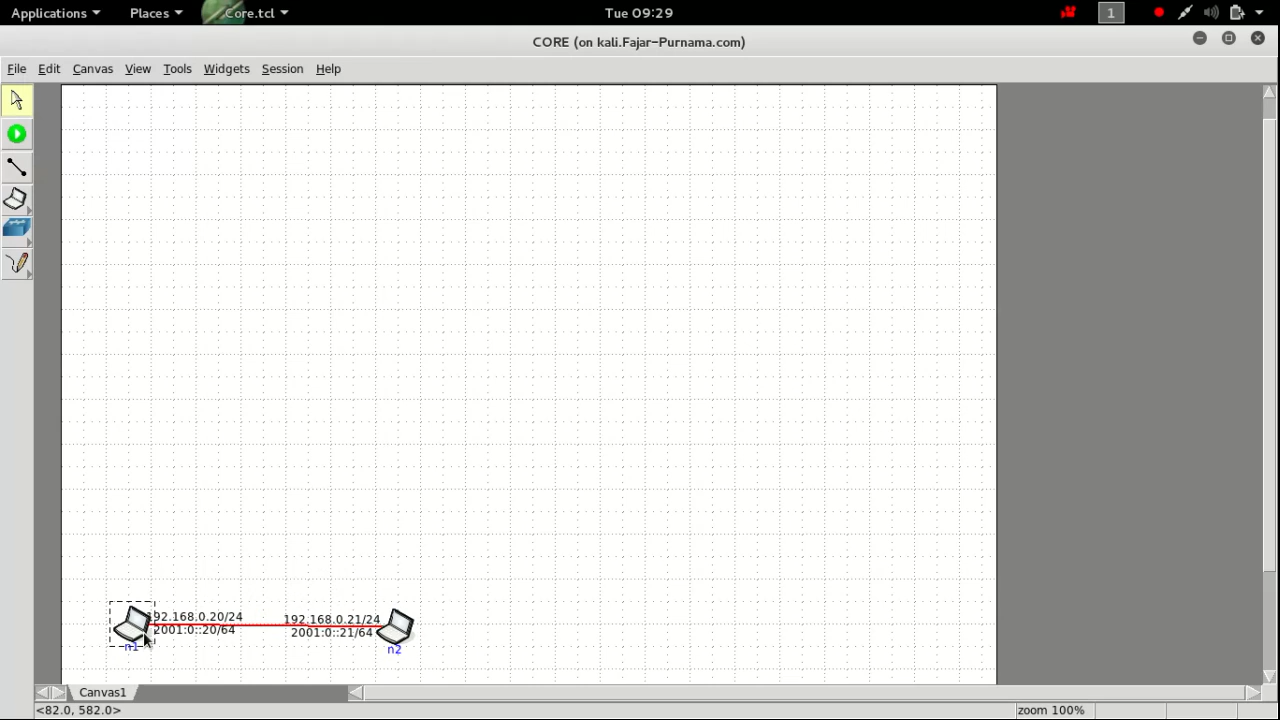 Applications Places Core.tcl Tue 09:29 1
CORE (on kali.Fajar-Purnama.com)
File Edit Canvas View Tools Widgets Session Help
192.168.0.20/24 192.168.0.21/24
2001:0::20/64 2001:0::21/64
n1 n2
Canvas1
<82.0, 582.0> zoom 100%